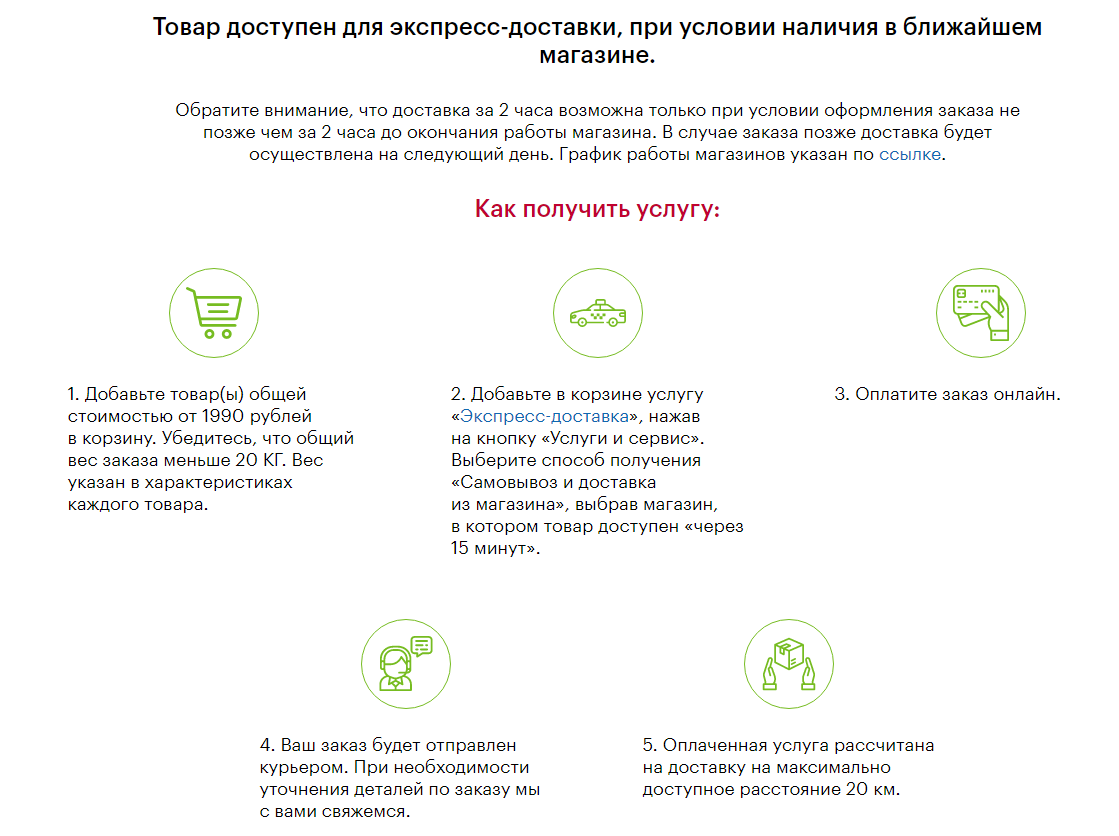 Товар доступен для экспресс-доставки, при условии наличия в ближайшем
магазине.
Обратите внимание, что доставка за 2 часа возможна только при условии оформления заказа не
позже чем за 2 часа до окончания работы магазина. В случае заказа позже доставка будет
осуществлена на следующий день. График работы магазинов указан по ссылке.
Как получить услугу:
1. Добавьте товар(ы) общей
стоимостью от 1990 рублей
в корзину. Убедитесь, что общий
вес заказа меньше 20 КГ. Вес
указан в характеристиках
каждого товара.
2. Добавьте в корзине услугу
«Экспресс-доставка», нажав
на кнопку «Услуги и сервис».
Выберите способ получения
«Самовывоз и доставка
из магазина», выбрав магазин,
в котором товар доступен «через
15 минут».
3. Оплатите заказ онлайн.
4. Ваш заказ будет отправлен
курьером. При необходимости
уточнения деталей по заказу мы
с вами свяжемся.
5. Оплаченная услуга рассчитана
на доставку на максимально
доступное расстояние 20 км.